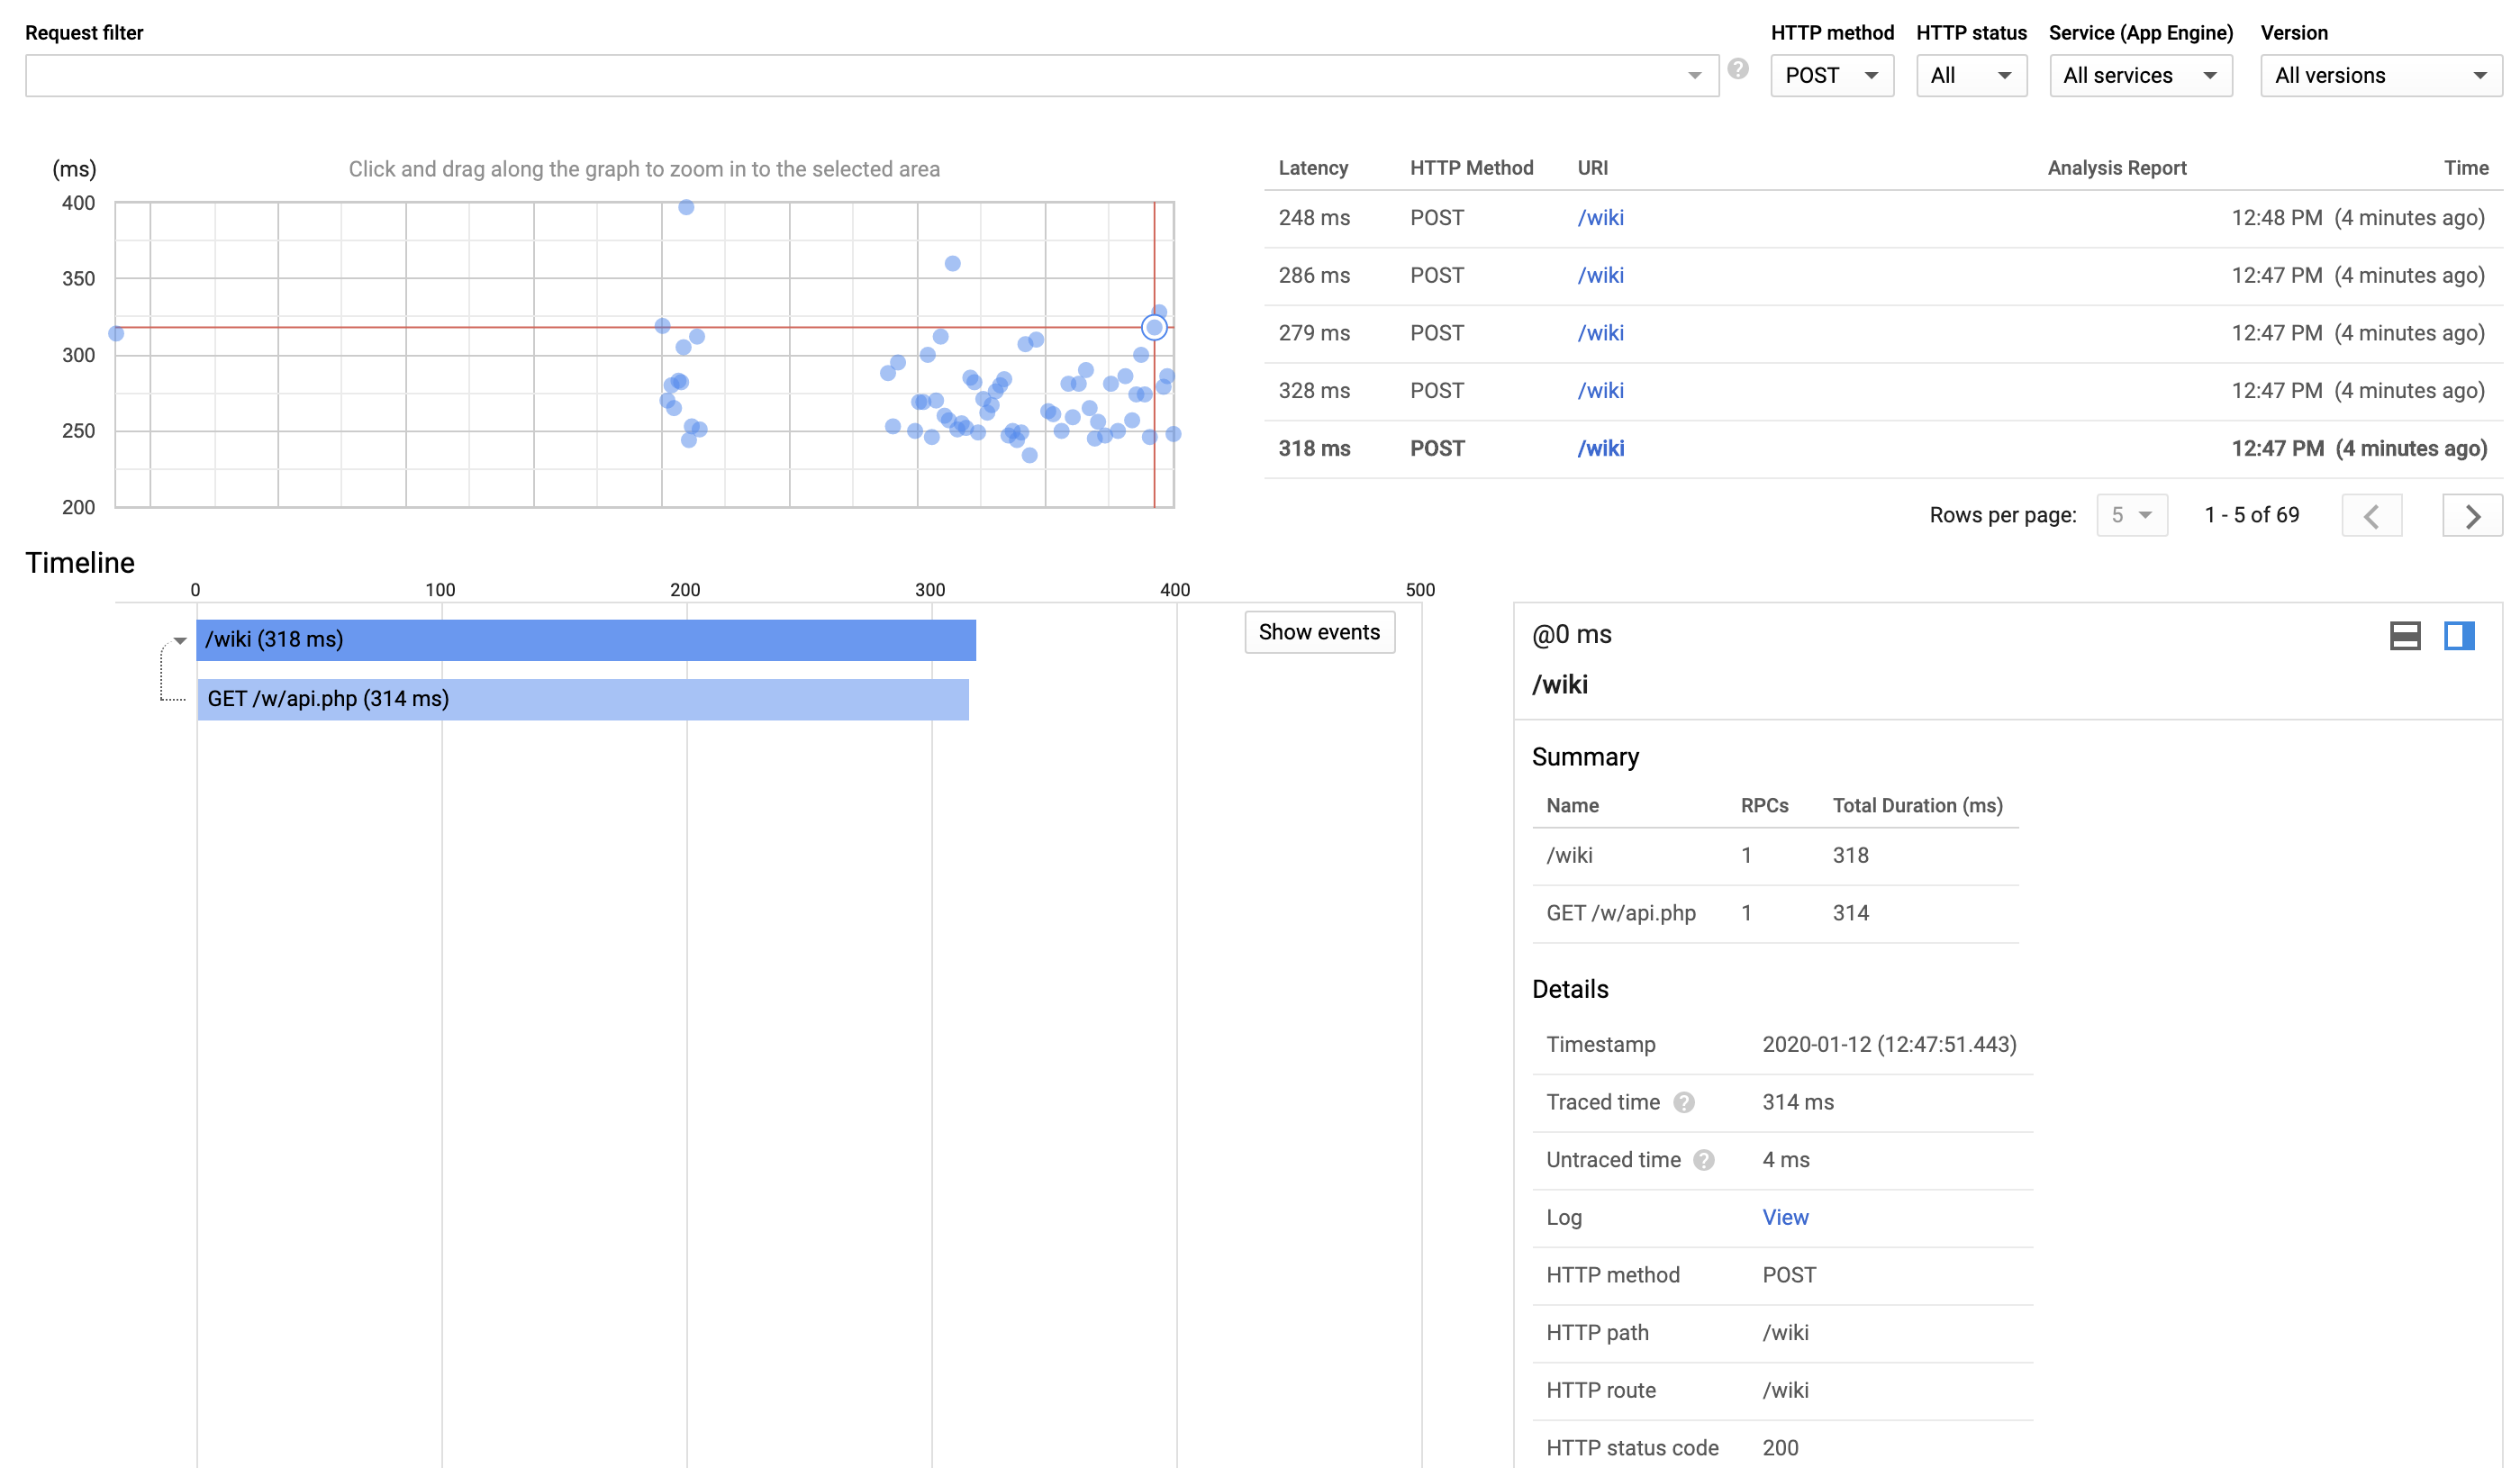 Request filter
HTTP method HTTP status Service (App Engine) Version
POST All All services All versions
(ms) Click and drag along the graph to zoom in to the selected area
400
350
300
250
200
Latency HTTP Method URI Analysis Report Time
248 ms POST /wiki 12:48 PM (4 minutes ago)
286 ms POST /wiki 12:47 PM (4 minutes ago)
279 ms POST /wiki 12:47 PM (4 minutes ago)
328 ms POST /wiki 12:47 PM (4 minutes ago)
318 ms POST /wiki 12:47 PM (4 minutes ago)
Rows per page: 5 1 - 5 of 69
Timeline
0 100 200 300 400 500
/wiki (318 ms)
GET /w/api.php (314 ms)
Show events
@0 ms
/wiki
Summary
Name RPCs Total Duration (ms)
/wiki 1 318
GET /w/api.php 1 314
Details
Timestamp 2020-01-12 (12:47:51.443)
Traced time ? 314 ms
Untraced time ? 4 ms
Log View
HTTP method POST
HTTP path /wiki
HTTP route /wiki
HTTP status code 200